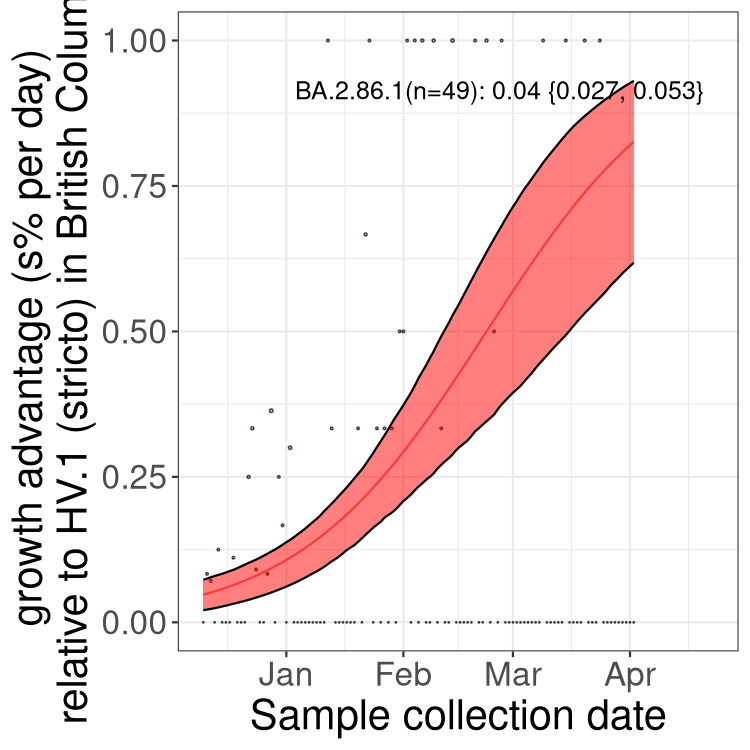 growth advantage (s% per day)
relative to HV.1 (stricto) in British Colum
1.00
0.75
0.50
0.25
0.00
BA.2.86.1(n=49): 0.04 {0.027, 0.053}
Jan Feb Mar Apr
Sample collection date